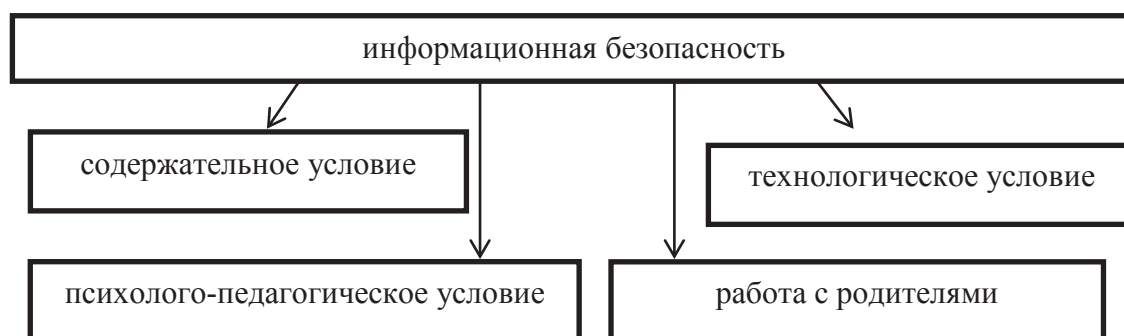 информационная безопасность
содержательное условие
технологическое условие
психолого-педагогическое условие
работа с родителями